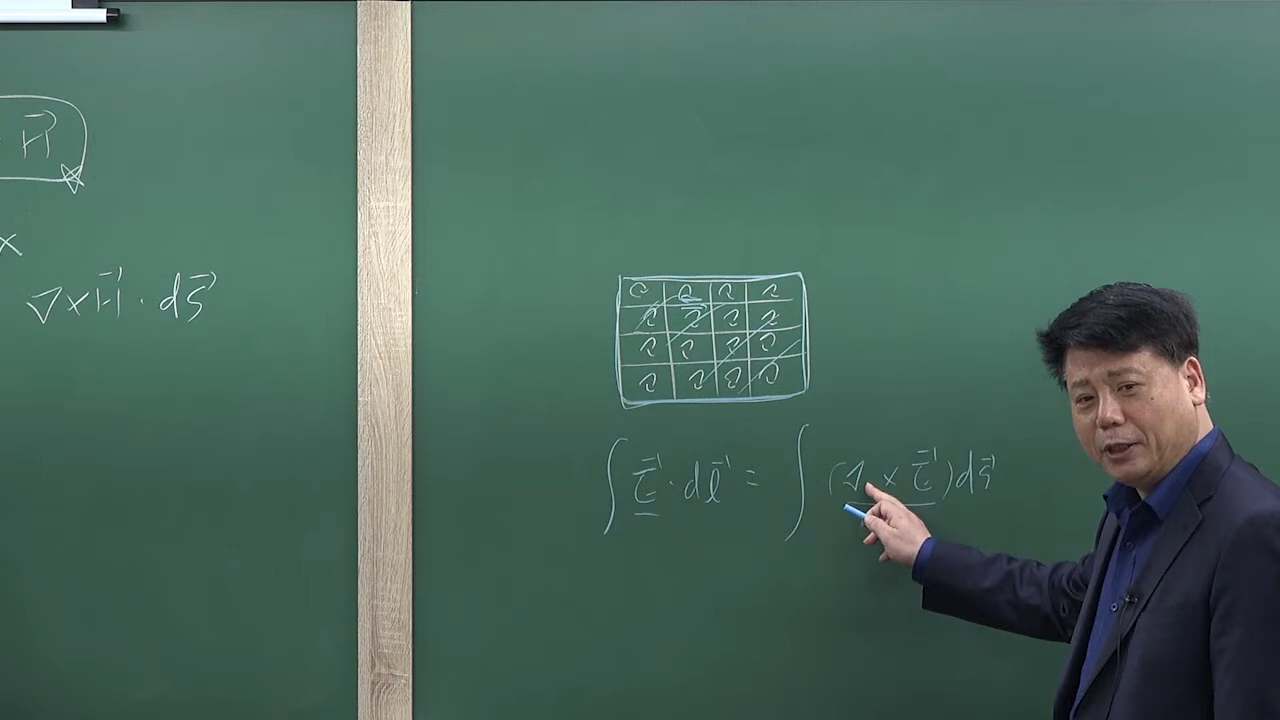 H⃗
x
∇×H⃗ · dS⃗
∫ E⃗ · dl⃗ = ∫ (∇ × E⃗) dS⃗